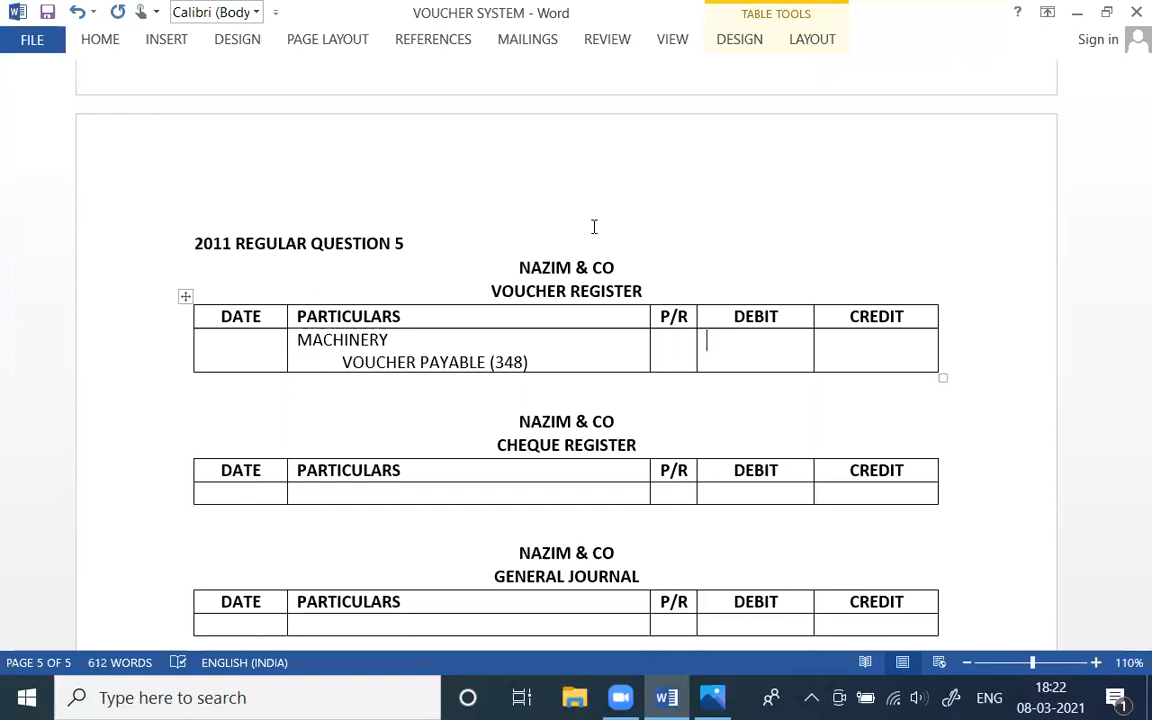 Calibri (Body
VOUCHER SYSTEM - Word
TABLE TOOLS
?
FILE HOME INSERT DESIGN PAGE LAYOUT REFERENCES MAILINGS REVIEW VIEW DESIGN LAYOUT Sign in
2011 REGULAR QUESTION 5
NAZIM & CO
VOUCHER REGISTER
DATE PARTICULARS P/R DEBIT CREDIT
MACHINERY
VOUCHER PAYABLE (348)
NAZIM & CO
CHEQUE REGISTER
DATE PARTICULARS P/R DEBIT CREDIT
NAZIM & CO
GENERAL JOURNAL
DATE PARTICULARS P/R DEBIT CREDIT
PAGE 5 OF 5 612 WORDS ENGLISH (INDIA) 110%
Type here to search
ENG
18:22
08-03-2021
1